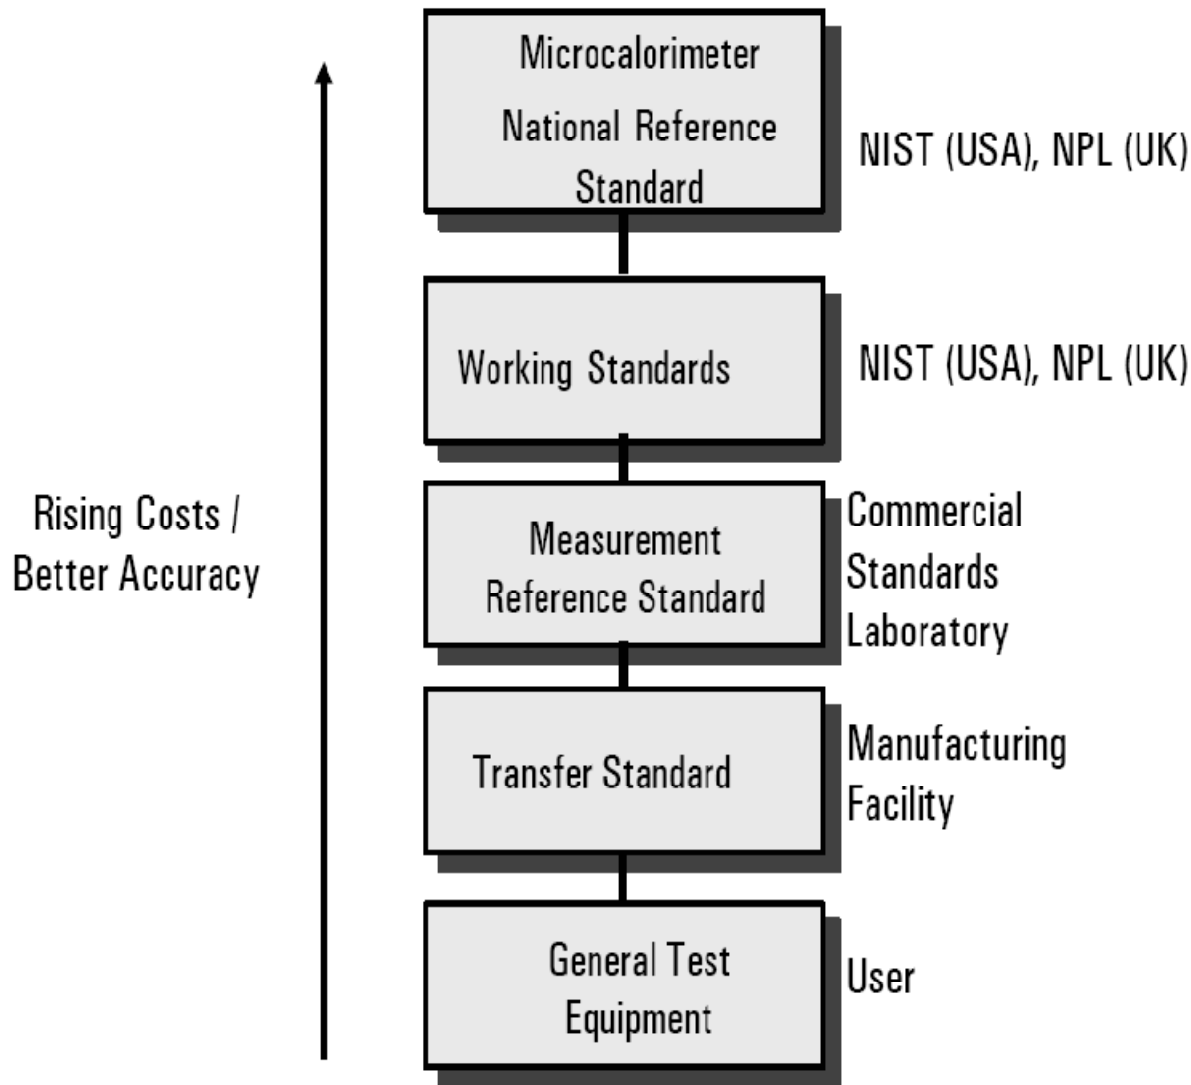 Microcalorimeter
National Reference
Standard
NIST (USA), NPL (UK)
Working Standards
NIST (USA), NPL (UK)
Rising Costs /
Better Accuracy
Measurement
Reference Standard
Commercial
Standards
Laboratory
Transfer Standard
Manufacturing
Facility
General Test
Equipment
User